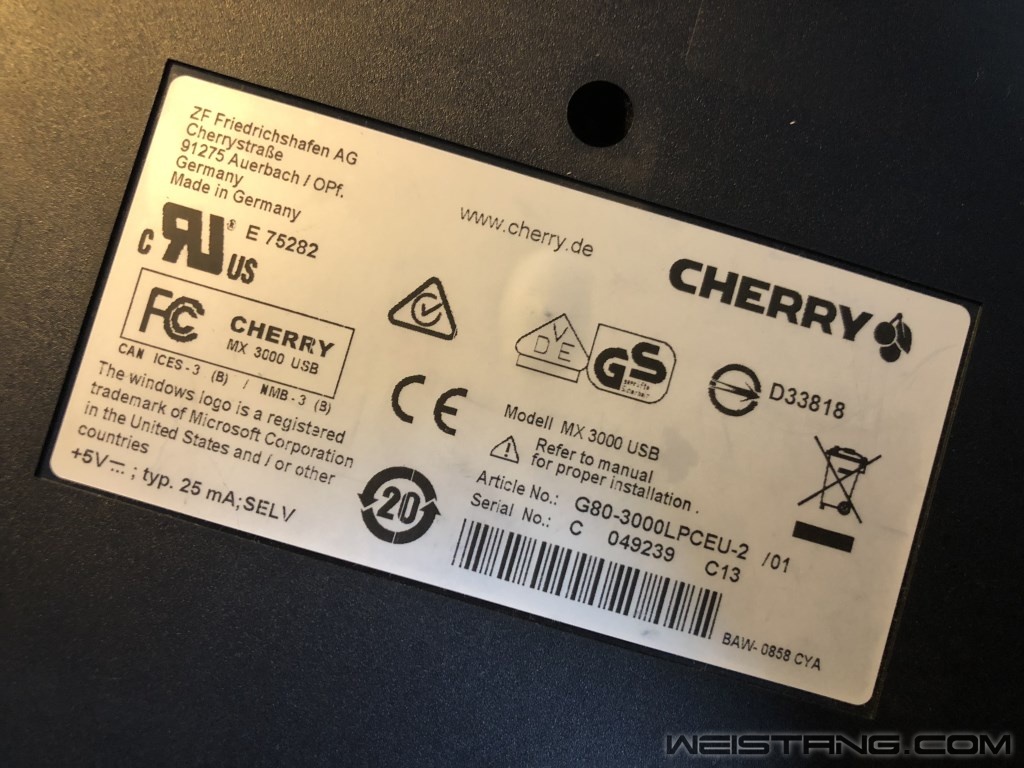 ZF Friedrichshafen AG
Cherrystraße
91275 Auerbach / OPf.
Germany
Made in Germany
www.cherry.de
CHERRY
c RU ® US E 75282
FC CHERRY
MX 3000 USB
CAN ICES-3 (B) / NMB-3 (B)
The windows logo is a registered
trademark of Microsoft Corporation
in the United States and / or other
countries
+5V⎓; typ. 25 mA;SELV
C
VDE
GS
geprüfte
Sicherheit
D33818
CE
20
Modell MX 3000 USB
Refer to manual
for proper installation .
Article No.: G80-3000LPCEU-2 /01
Serial No.: C 049239 C13
BAW- 0858 CYA
WEISTANG.COM